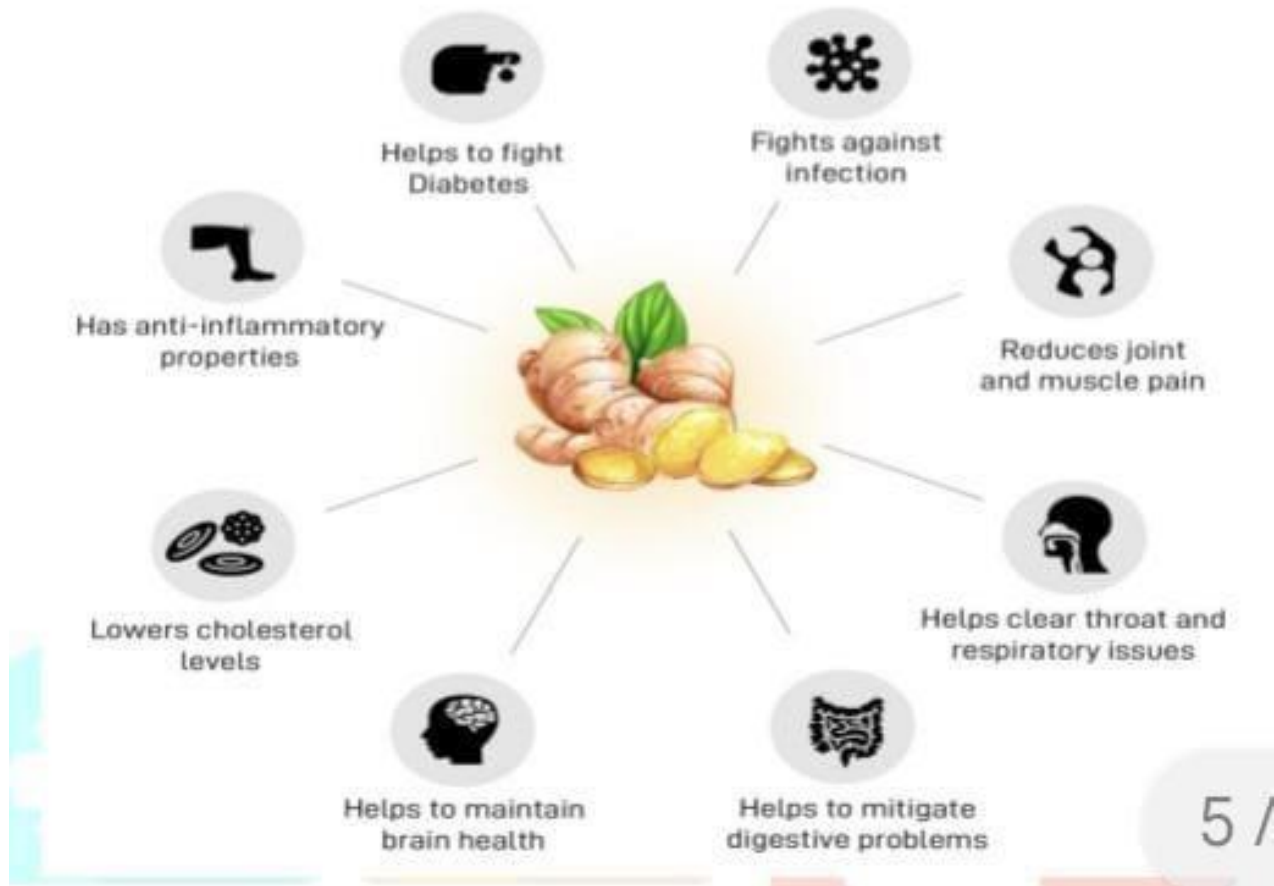 Helps to fight
Diabetes
Fights against
infection
Has anti-inflammatory
properties
Reduces joint
and muscle pain
Lowers cholesterol
levels
Helps clear throat and
respiratory issues
Helps to maintain
brain health
Helps to mitigate
digestive problems
5 /